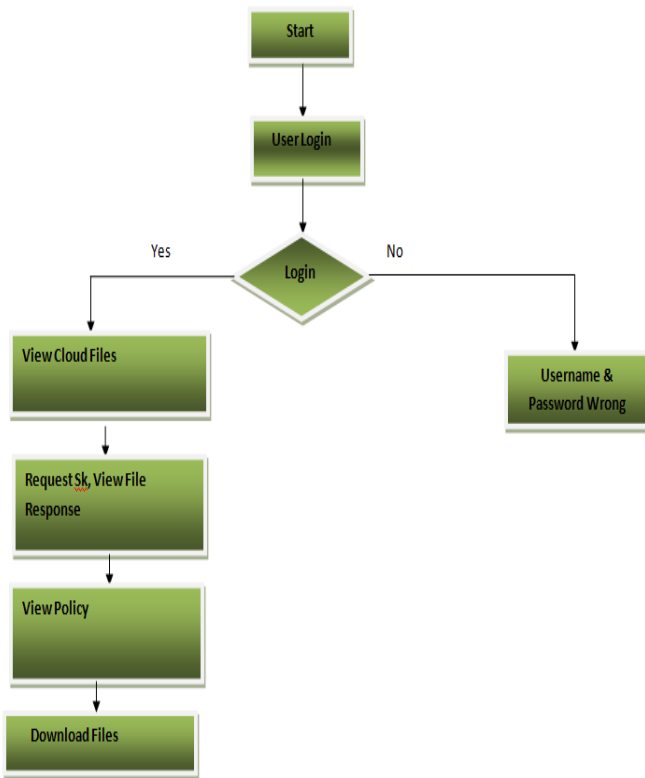 Start
User Login
Login
Yes
No
View Cloud Files
Username &
Password Wrong
Request Sk, View File
Response
View Policy
Download Files